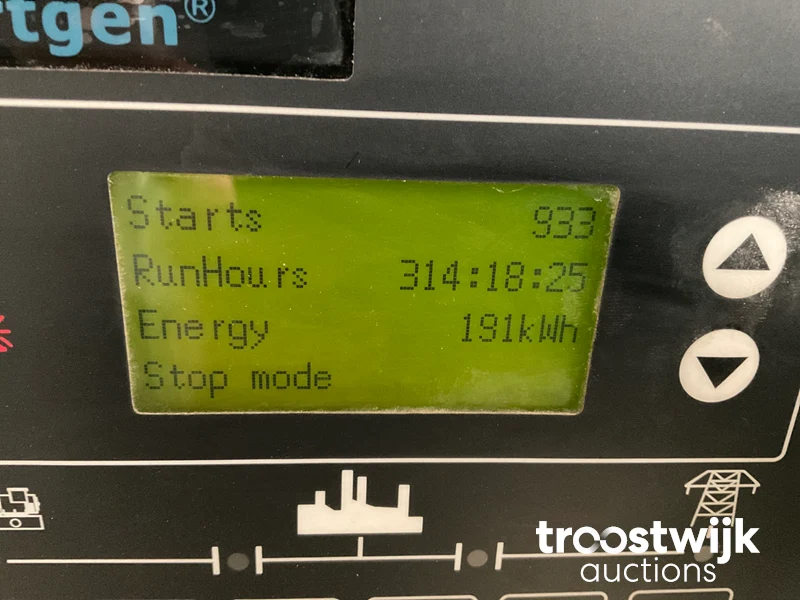 rtgen®
Starts 933
RunHours 314:18:25
Energy 191kWh
Stop mode
troostwijk
auctions